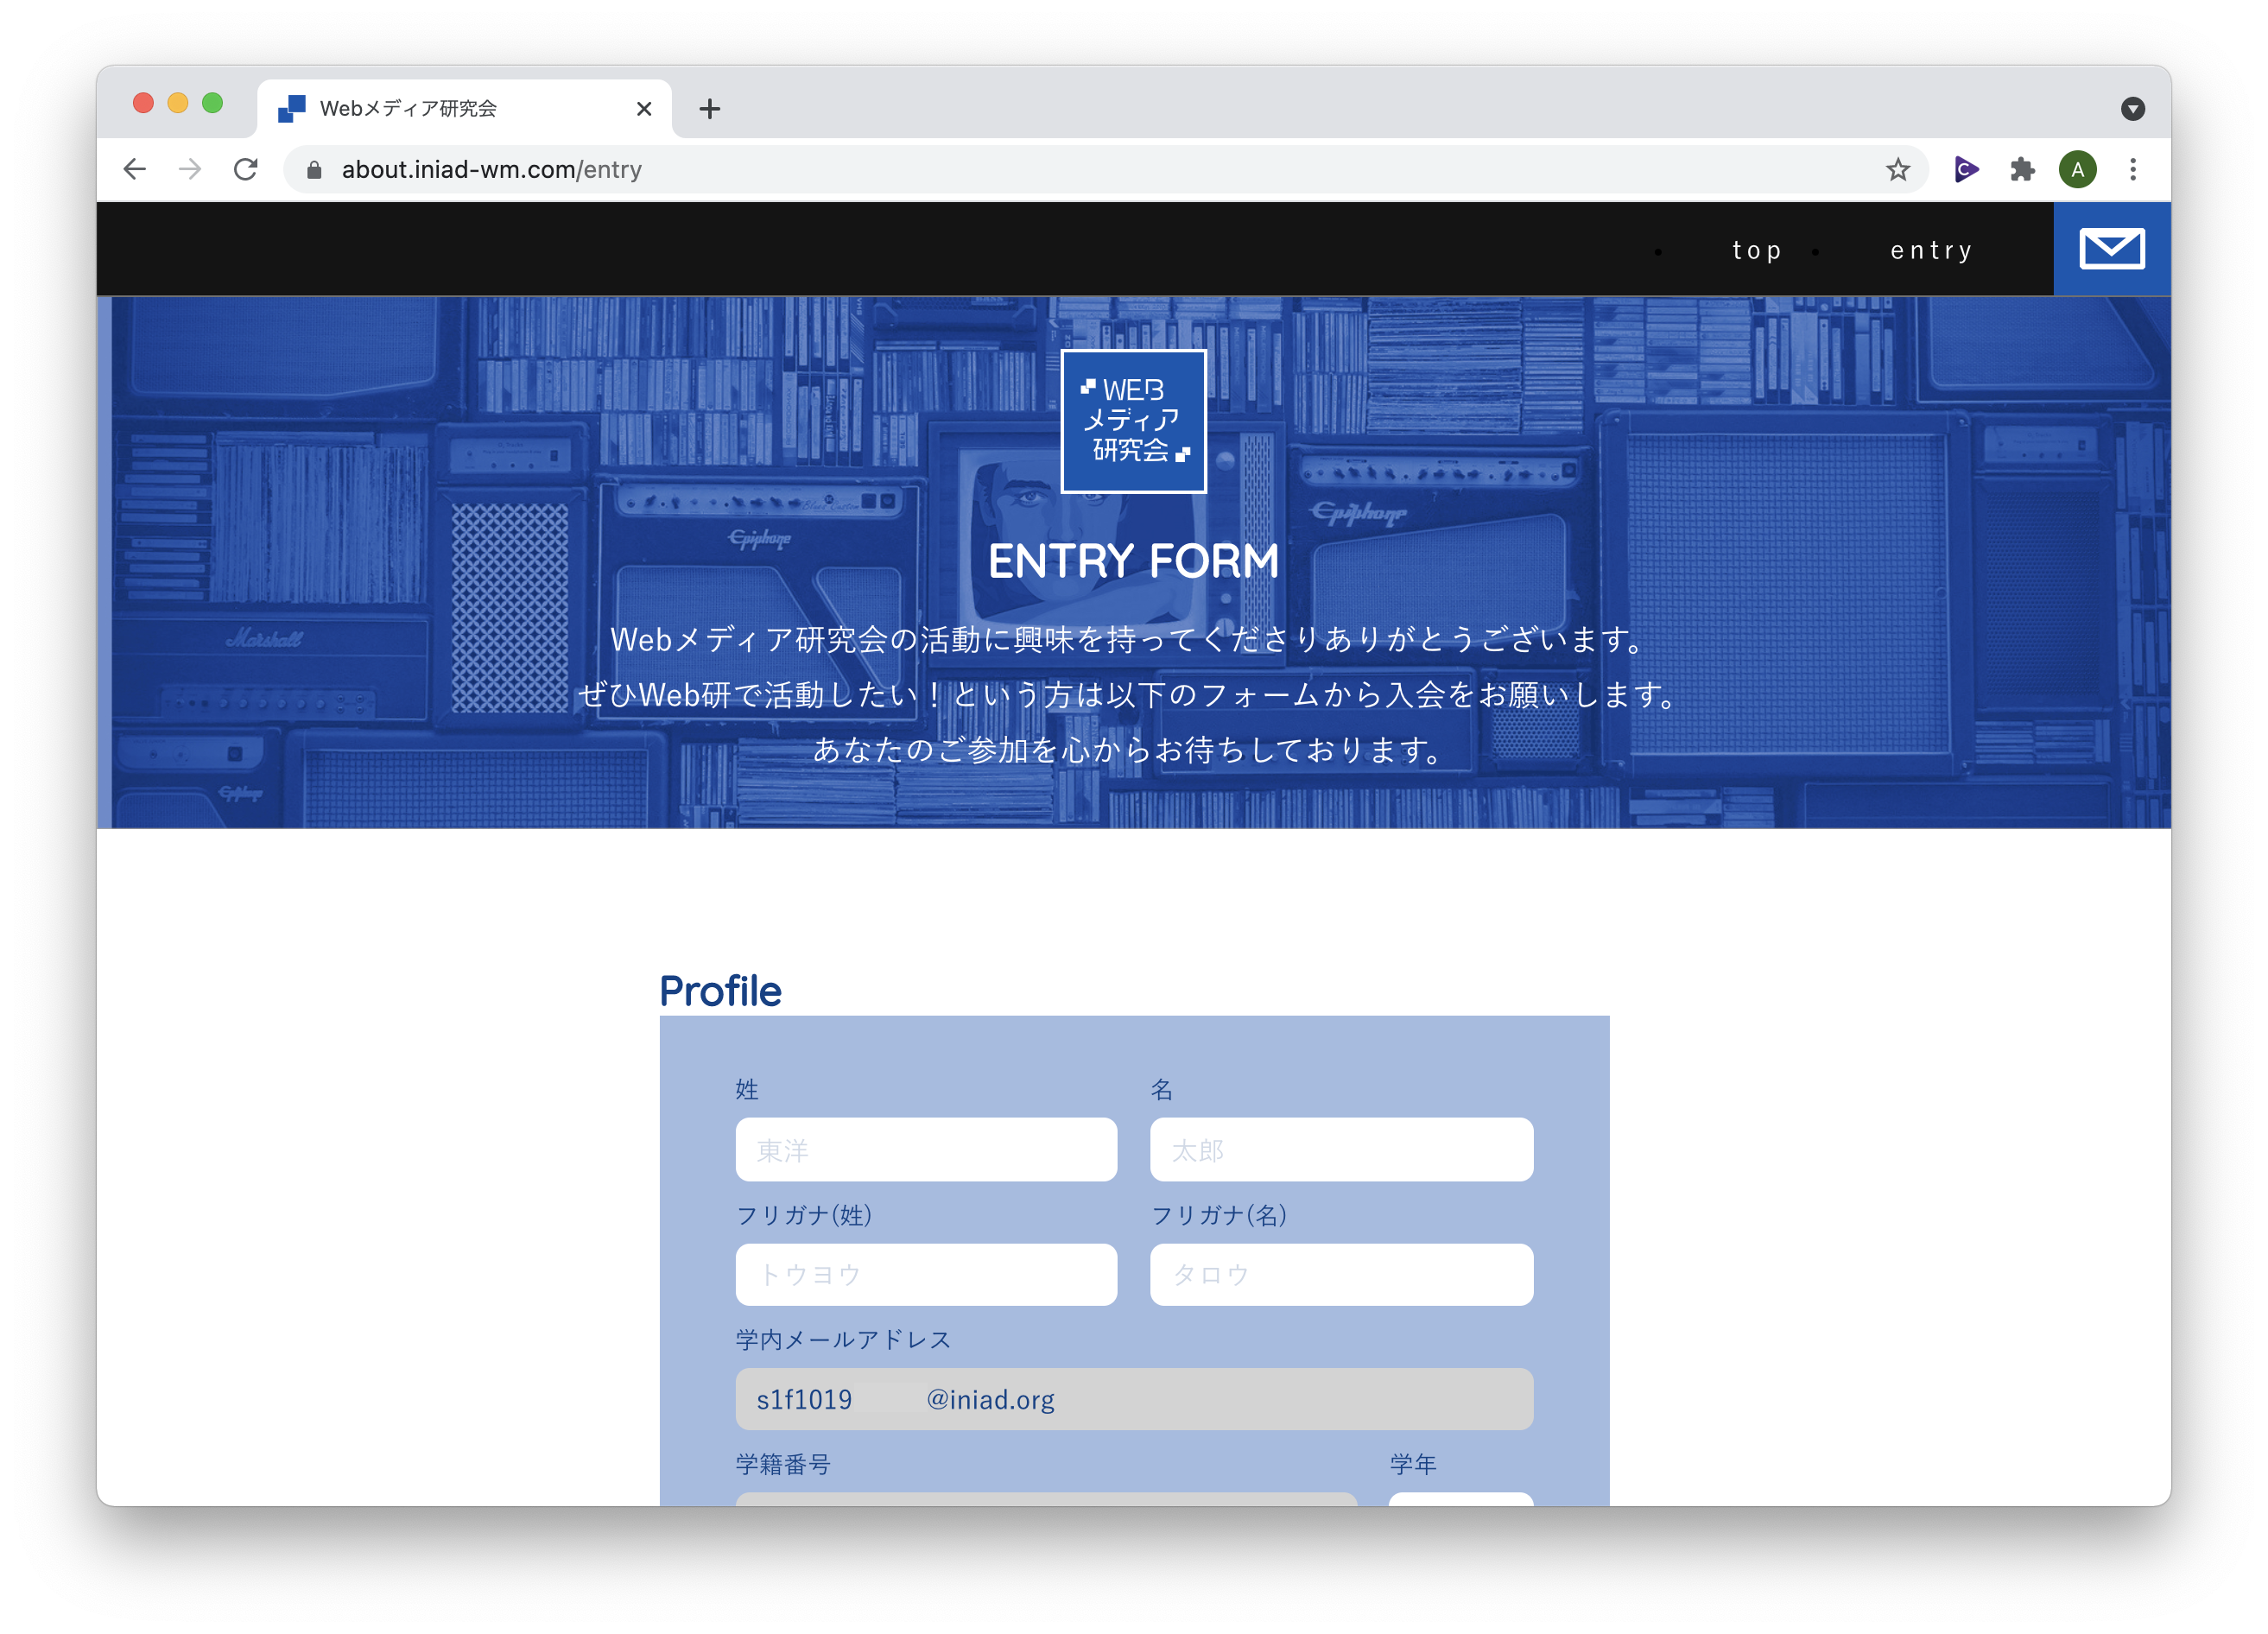 Webメディア研究会
about.iniad-wm.com/entry
A
top
entry
WEB
メディア
研究会
Epiphone
Epiphone
Marshall
ENTRY FORM
Webメディア研究会の活動に興味を持ってくださりありがとうございます。
ぜひWeb研で活動したい！という方は以下のフォームから入会をお願いします。
あなたのご参加を心からお待ちしております。
Profile
姓
名
東洋
太郎
フリガナ(姓)
フリガナ(名)
トウヨウ
タロウ
学内メールアドレス
s1f1019 @iniad.org
学籍番号
学年